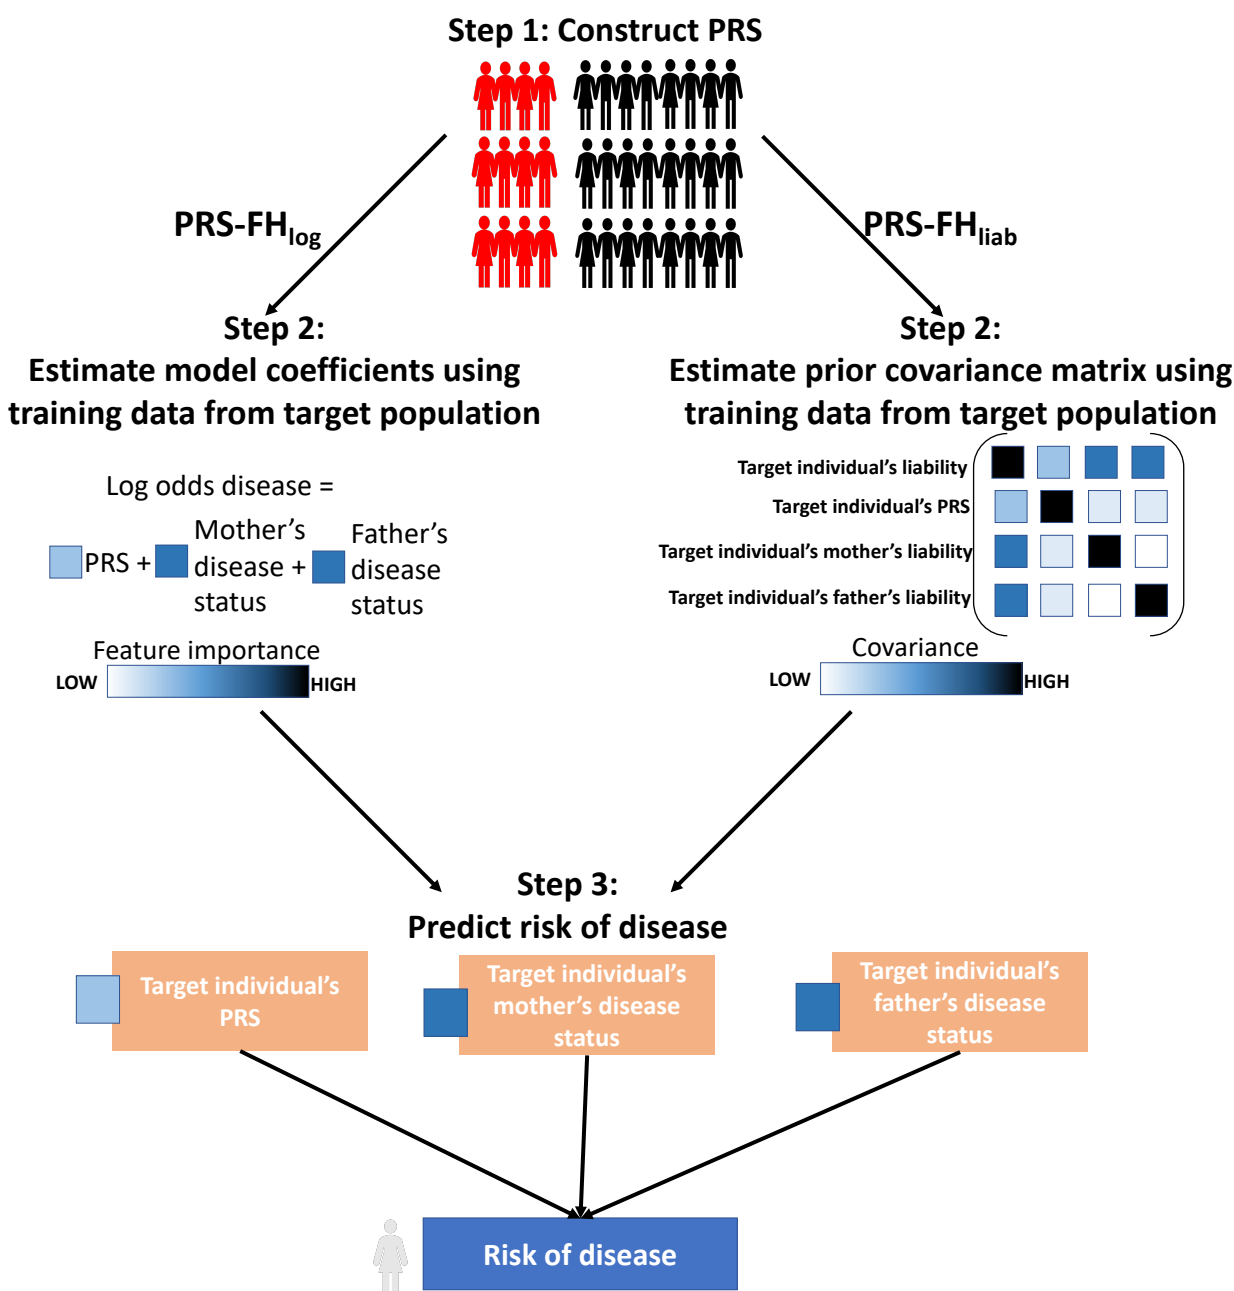 Step 1: Construct PRS
PRS-FHlog
PRS-FHliab
Step 2:
Estimate model coefficients using
training data from target population
Log odds disease =
PRS +
Mother's
disease +
status
Father's
disease
status
Feature importance
LOW
HIGH
Step 2:
Estimate prior covariance matrix using
training data from target population
Target individual's liability
Target individual's PRS
Target individual's mother's liability
Target individual's father's liability
Covariance
LOW
HIGH
Step 3:
Predict risk of disease
Target individual's
PRS
Target individual's
mother's disease
status
Target individual's
father's disease
status
Risk of disease